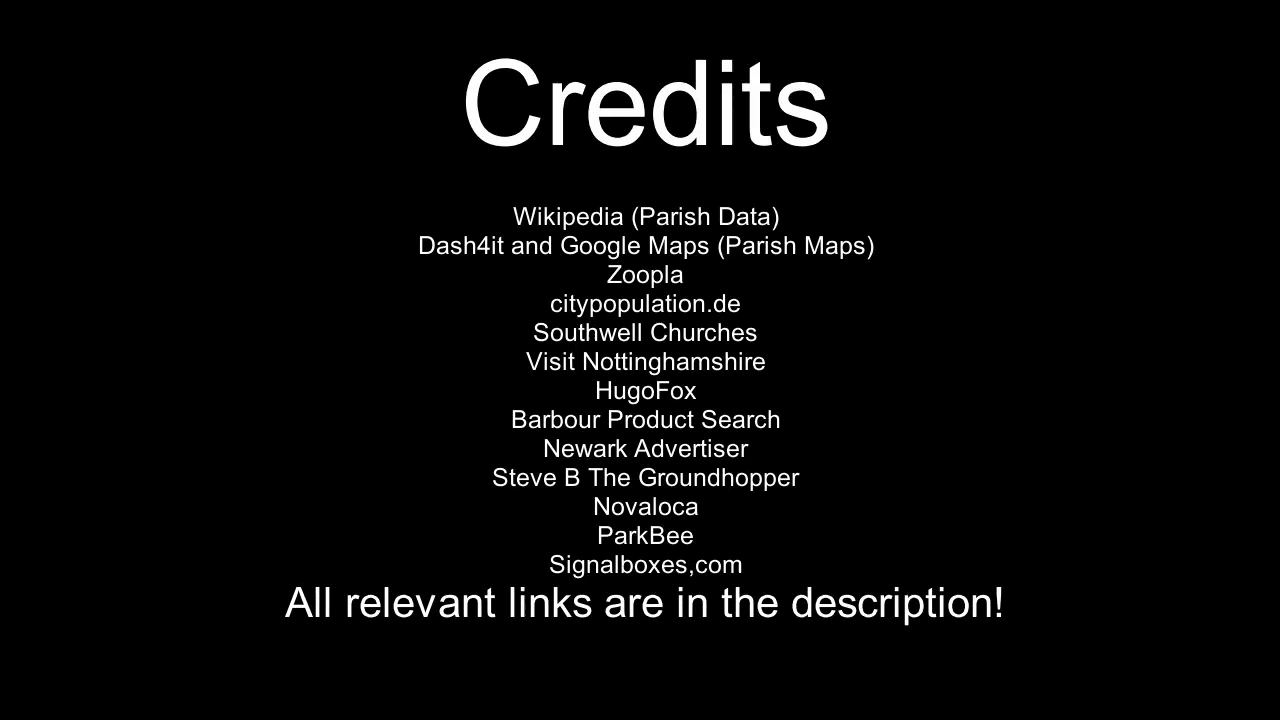 Credits
Wikipedia (Parish Data)
Dash4it and Google Maps (Parish Maps)
Zoopla
citypopulation.de
Southwell Churches
Visit Nottinghamshire
HugoFox
Barbour Product Search
Newark Advertiser
Steve B The Groundhopper
Novaloca
ParkBee
Signalboxes,com
All relevant links are in the description!